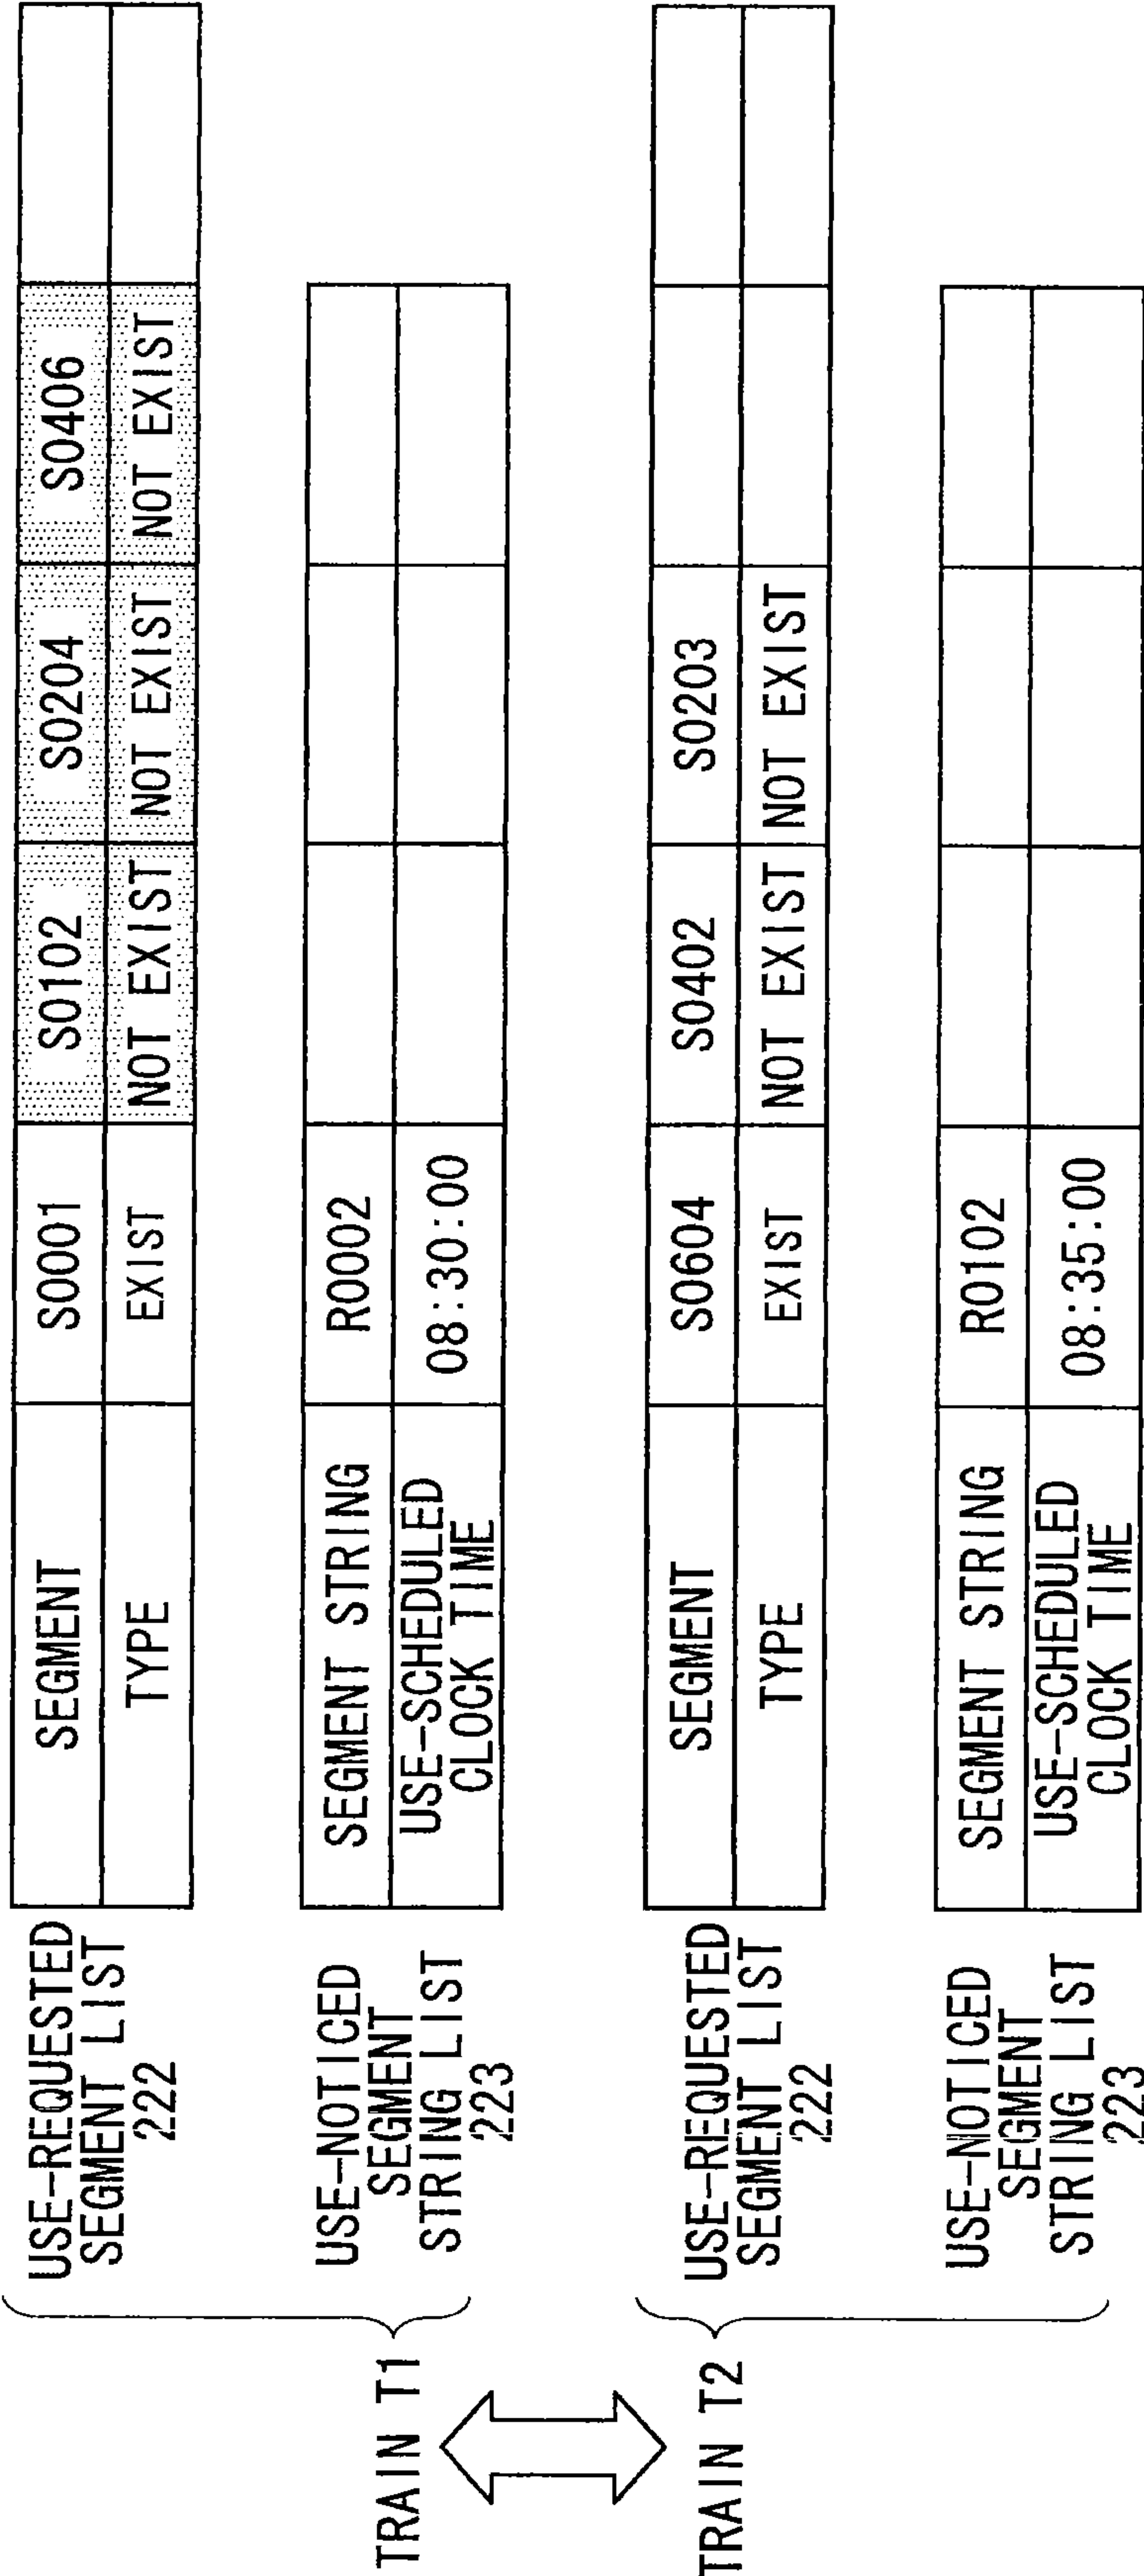 TRAIN T1
USE-REQUESTED
SEGMENT LIST
222
SEGMENT S0001 S0102 S0204 S0406
TYPE EXIST NOT EXIST NOT EXIST NOT EXIST
USE-NOTICED
SEGMENT
STRING LIST
223
SEGMENT STRING R0002
USE-SCHEDULED
CLOCK TIME
08:30:00
TRAIN T2
USE-REQUESTED
SEGMENT LIST
222
SEGMENT S0604 S0402 S0203
TYPE EXIST NOT EXIST NOT EXIST
USE-NOTICED
SEGMENT
STRING LIST
223
SEGMENT STRING R0102
USE-SCHEDULED
CLOCK TIME
08:35:00